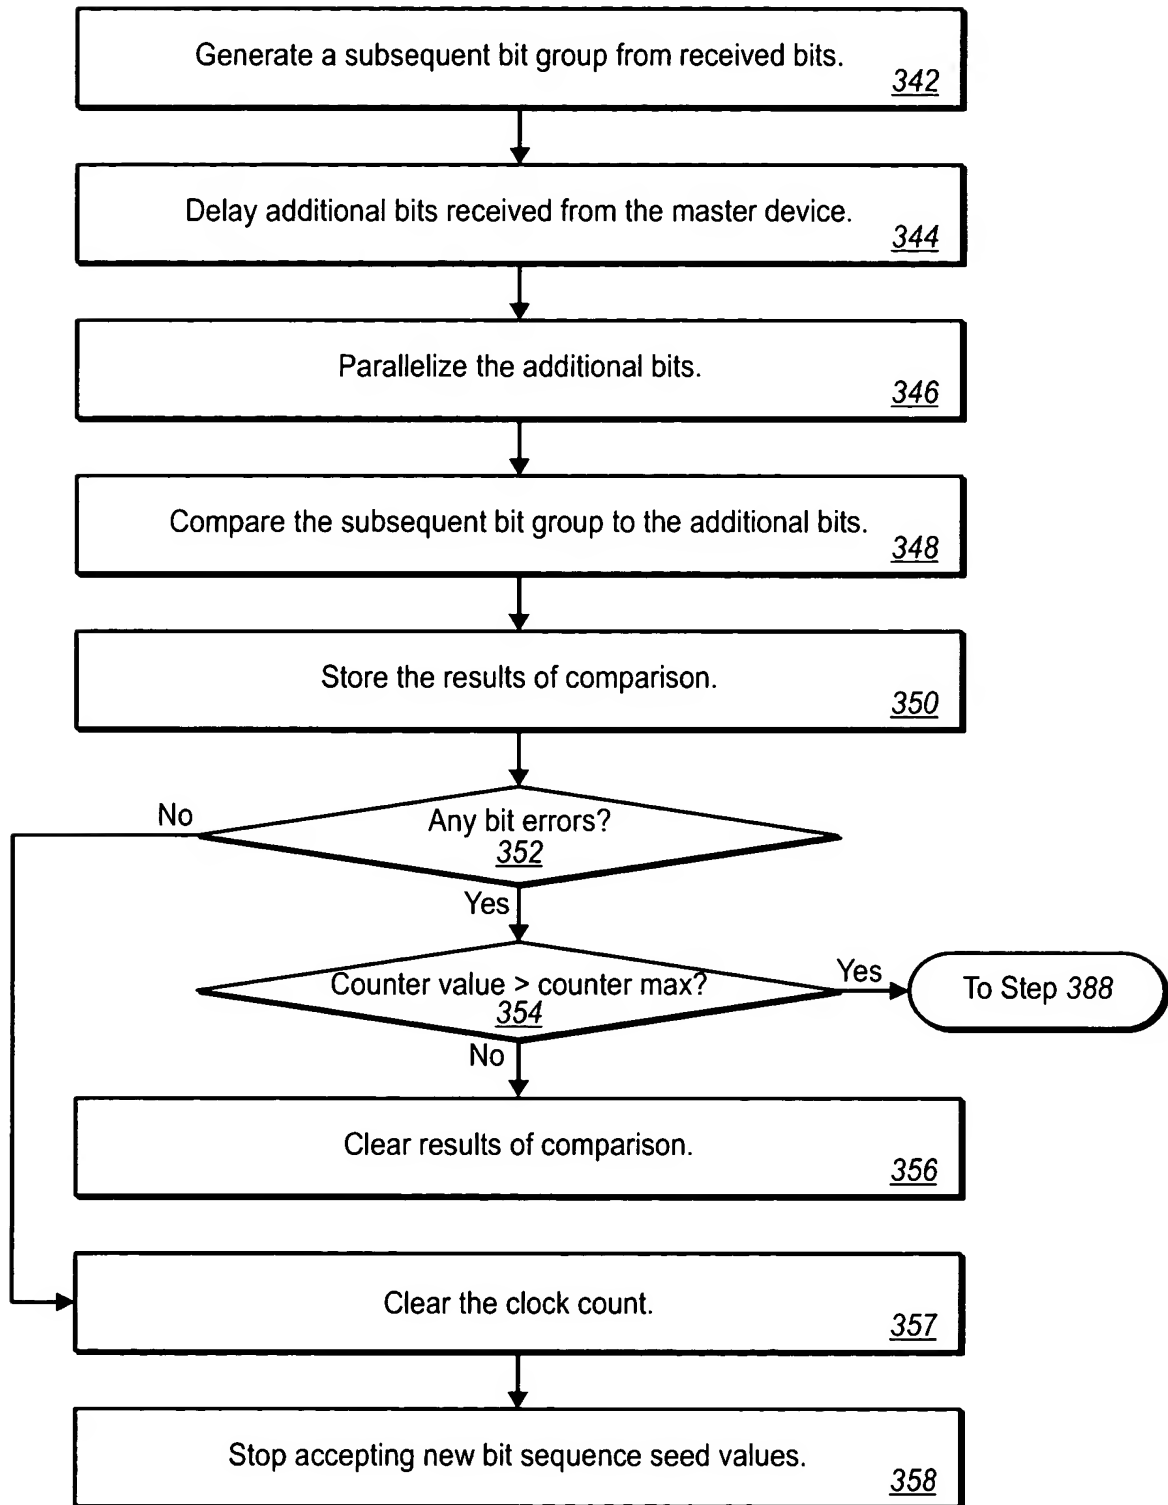 Generate a subsequent bit group from received bits.
342
Delay additional bits received from the master device.
344
Parallelize the additional bits.
346
Compare the subsequent bit group to the additional bits.
348
Store the results of comparison.
350
No
Any bit errors?
352
Yes
Counter value > counter max?
354
Yes
To Step 388
No
Clear results of comparison.
356
Clear the clock count.
357
Stop accepting new bit sequence seed values.
358